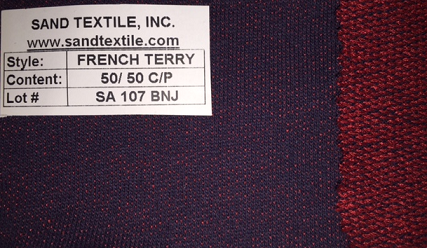 SAND TEXTILE, INC.
www.sandtextile.com
Style: FRENCH TERRY
Content: 50/ 50 C/P
Lot # SA 107 BNJ